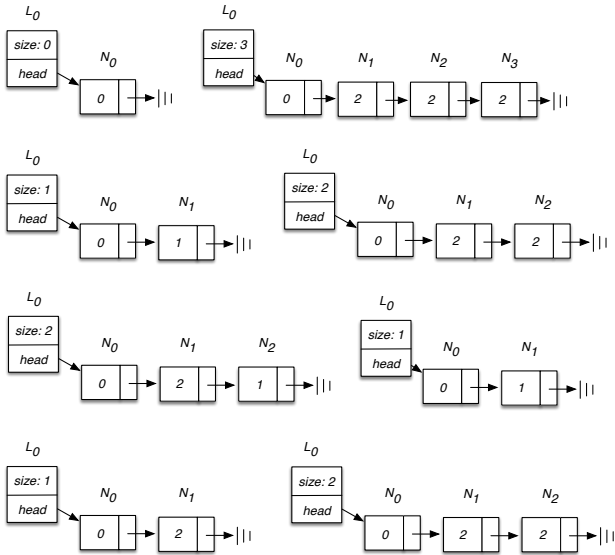 L0 L0
size: 0 N0 size: 3 N0 N1 N2 N3
head head
0 0 2 2 2
L0 L0
size: 1 N0 N1 size: 2 N0 N1 N2
head head
0 1 0 2 2
L0 L0
size: 2 N0 N1 N2 size: 1 N0 N1
head head
0 2 1 0 1
L0 L0
size: 1 N0 N1 size: 2 N0 N1 N2
head head
0 2 0 2 2